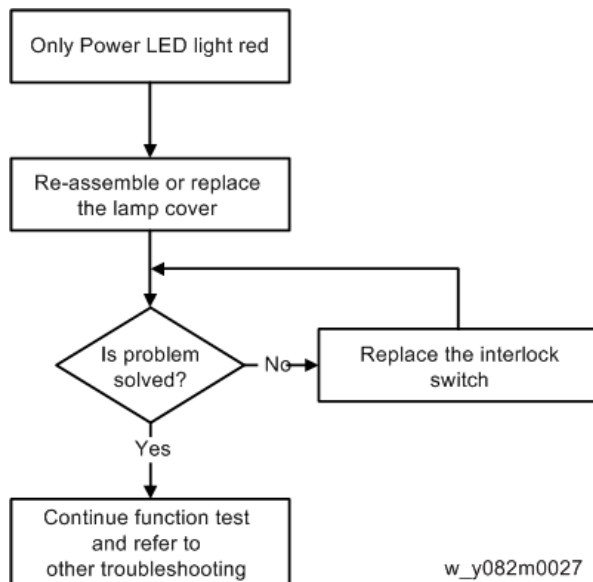 Only Power LED light red
Re-assemble or replace
the lamp cover
Is problem
solved?
No
Replace the interlock
switch
Yes
Continue function test
and refer to
other troubleshooting
w_y082m0027